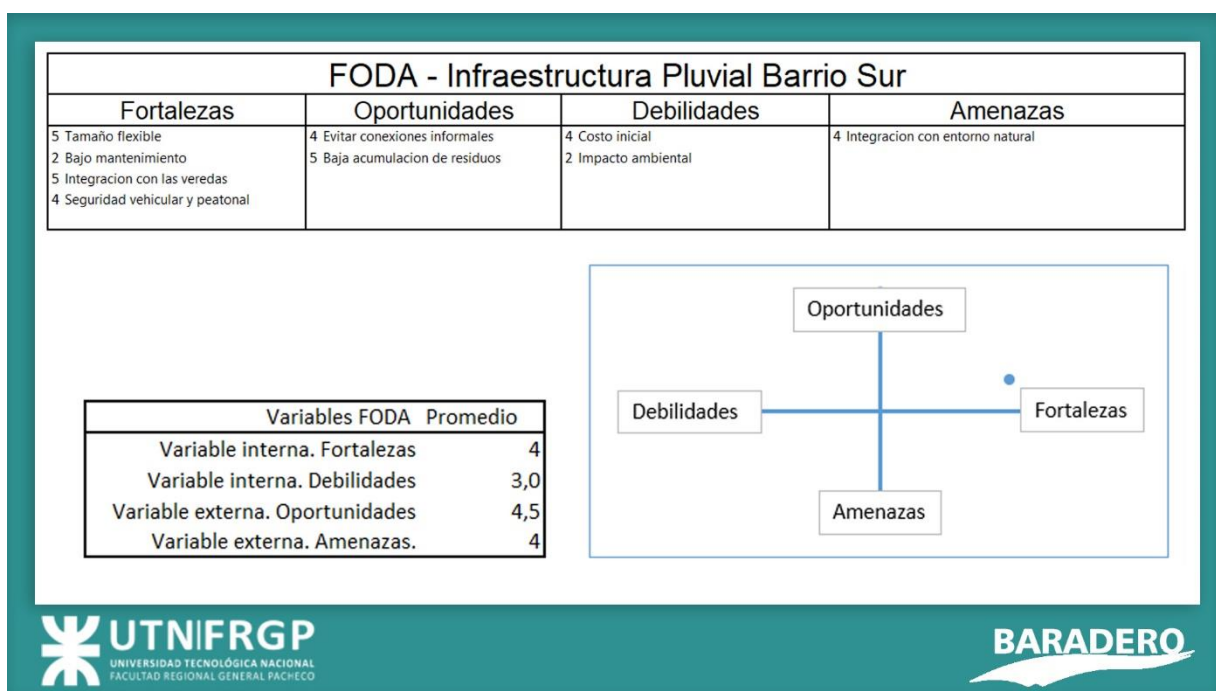 FODA - Infraestructura Pluvial Barrio Sur
Fortalezas
5 Tamaño flexible
2 Bajo mantenimiento
5 Integracion con las veredas
4 Seguridad vehicular y peatonal
Oportunidades
4 Evitar conexiones informales
5 Baja acumulacion de residuos
Debilidades
4 Costo inicial
2 Impacto ambiental
Amenazas
4 Integracion con entorno natural
Variables FODA Promedio
Variable interna. Fortalezas 4
Variable interna. Debilidades 3,0
Variable externa. Oportunidades 4,5
Variable externa. Amenazas. 4
Oportunidades
Debilidades
Fortalezas
Amenazas
UTN|FRGP
UNIVERSIDAD TECNOLÓGICA NACIONAL
FACULTAD REGIONAL GENERAL PACHECO
BARADERO